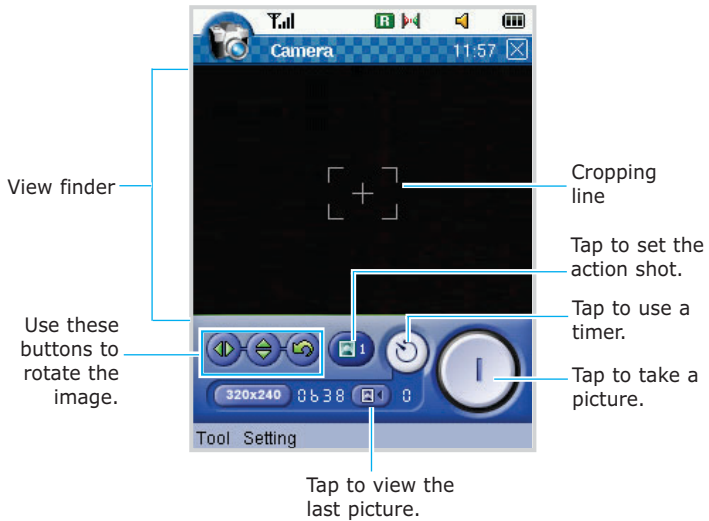 R
Camera 11:57
View finder
Cropping
line
Tap to set the
action shot.
Tap to use a
timer.
Use these
buttons to
rotate the
image.
1
Tap to take a
picture.
320x240 0638 0
Tool Setting
Tap to view the
last picture.